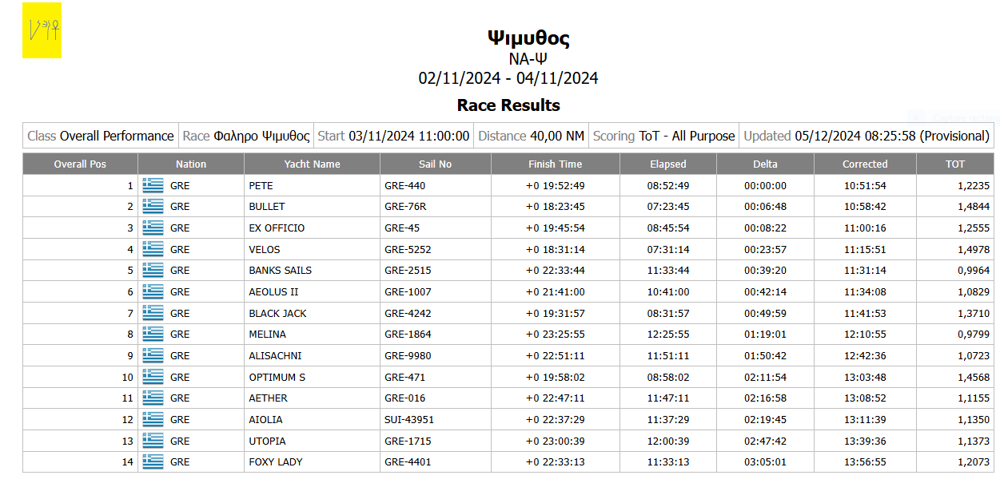 Ψιμυθος
ΝΑ-Ψ
02/11/2024 - 04/11/2024
Race Results
Class Overall Performance Race Φαληρο Ψιμυθος Start 03/11/2024 11:00:00 Distance 40,00 NM Scoring ToT - All Purpose Updated 05/12/2024 08:25:58 (Provisional)
Overall Pos Nation Yacht Name Sail No Finish Time Elapsed Delta Corrected TOT
1 GRE PETE GRE-440 +0 19:52:49 08:52:49 00:00:00 10:51:54 1,2235
2 GRE BULLET GRE-76R +0 18:23:45 07:23:45 00:06:48 10:58:42 1,4844
3 GRE EX OFFICIO GRE-45 +0 19:45:54 08:45:54 00:08:22 11:00:16 1,2555
4 GRE VELOS GRE-5252 +0 18:31:14 07:31:14 00:23:57 11:15:51 1,4978
5 GRE BANKS SAILS GRE-2515 +0 22:33:44 11:33:44 00:39:20 11:31:14 0,9964
6 GRE AEOLUS II GRE-1007 +0 21:41:00 10:41:00 00:42:14 11:34:08 1,0829
7 GRE BLACK JACK GRE-4242 +0 19:31:57 08:31:57 00:49:59 11:41:53 1,3710
8 GRE MELINA GRE-1864 +0 23:25:55 12:25:55 01:19:01 12:10:55 0,9799
9 GRE ALISACHNI GRE-9980 +0 22:51:11 11:51:11 01:50:42 12:42:36 1,0723
10 GRE OPTIMUM S GRE-471 +0 19:58:02 08:58:02 02:11:54 13:03:48 1,4568
11 GRE AETHER GRE-016 +0 22:47:11 11:47:11 02:16:58 13:08:52 1,1155
12 GRE AIOLIA SUI-43951 +0 22:37:29 11:37:29 02:19:45 13:11:39 1,1350
13 GRE UTOPIA GRE-1715 +0 23:00:39 12:00:39 02:47:42 13:39:36 1,1373
14 GRE FOXY LADY GRE-4401 +0 22:33:13 11:33:13 03:05:01 13:56:55 1,2073